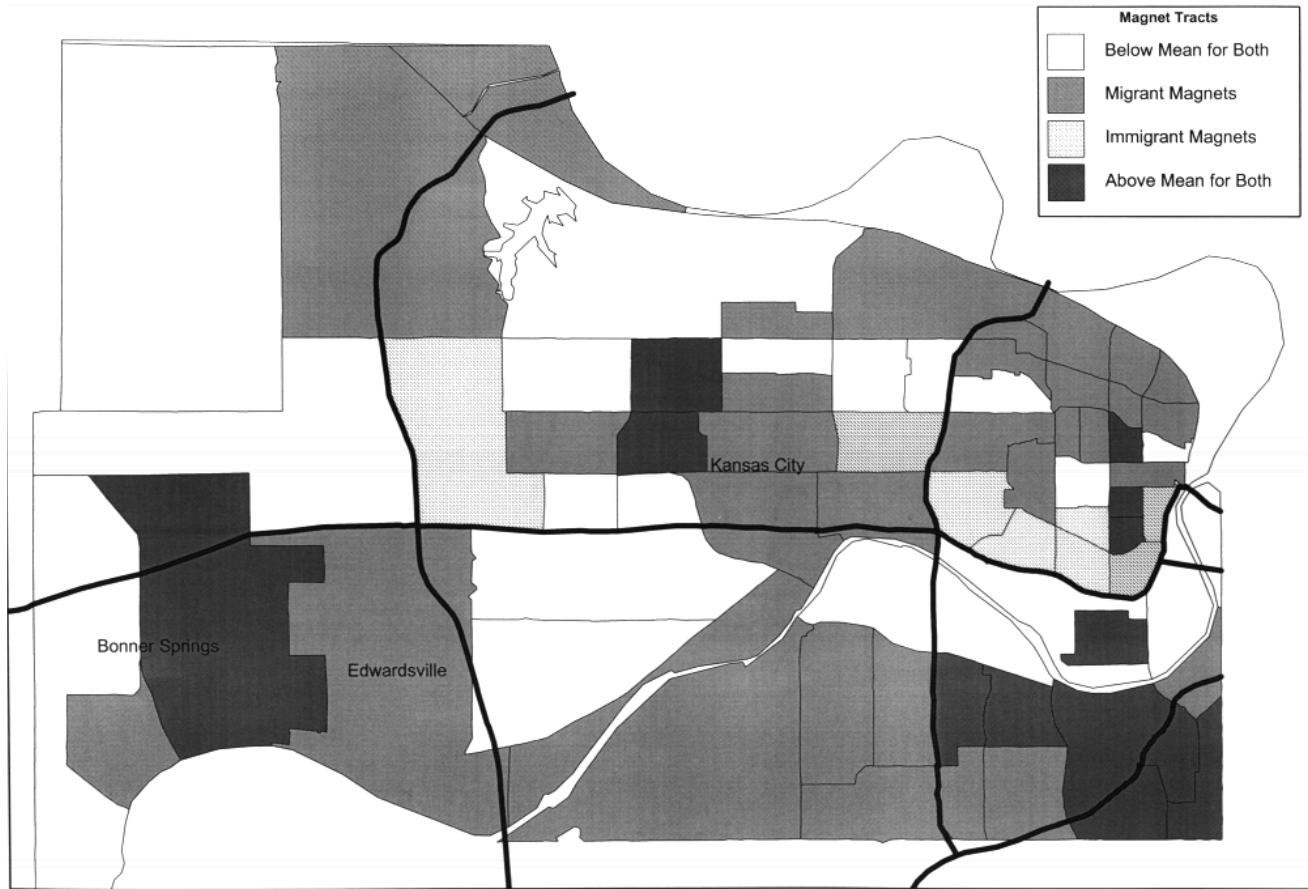 Magnet Tracts
Below Mean for Both
Migrant Magnets
Immigrant Magnets
Above Mean for Both
Kansas City
Bonner Springs
Edwardsville